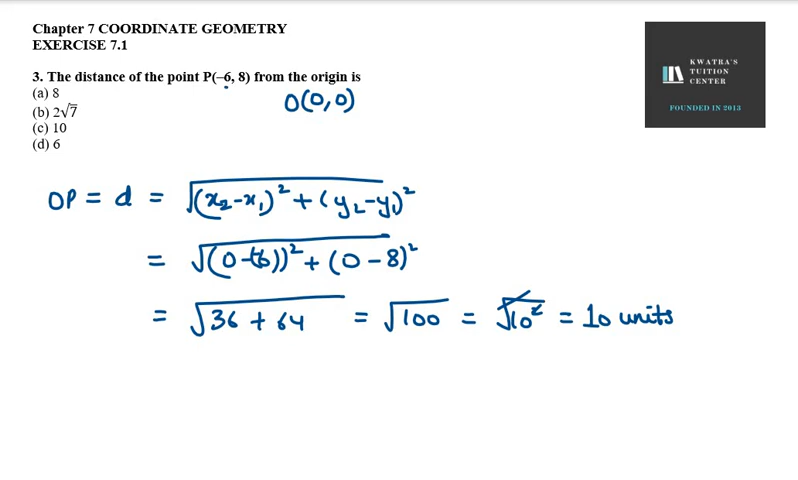 Chapter 7 COORDINATE GEOMETRY
EXERCISE 7.1
KWATRA'S
TUITION
CENTER
FOUNDED IN 2013
3. The distance of the point P(–6, 8) from the origin is
(a) 8
O(0,0)
(b) 2√7
(c) 10
(d) 6
OP = d = √(x₂-x₁)² + (y₂-y₁)²
= √(0-(-6))² + (0-8)²
= √36 + 64 = √100 = √10² = 10 units